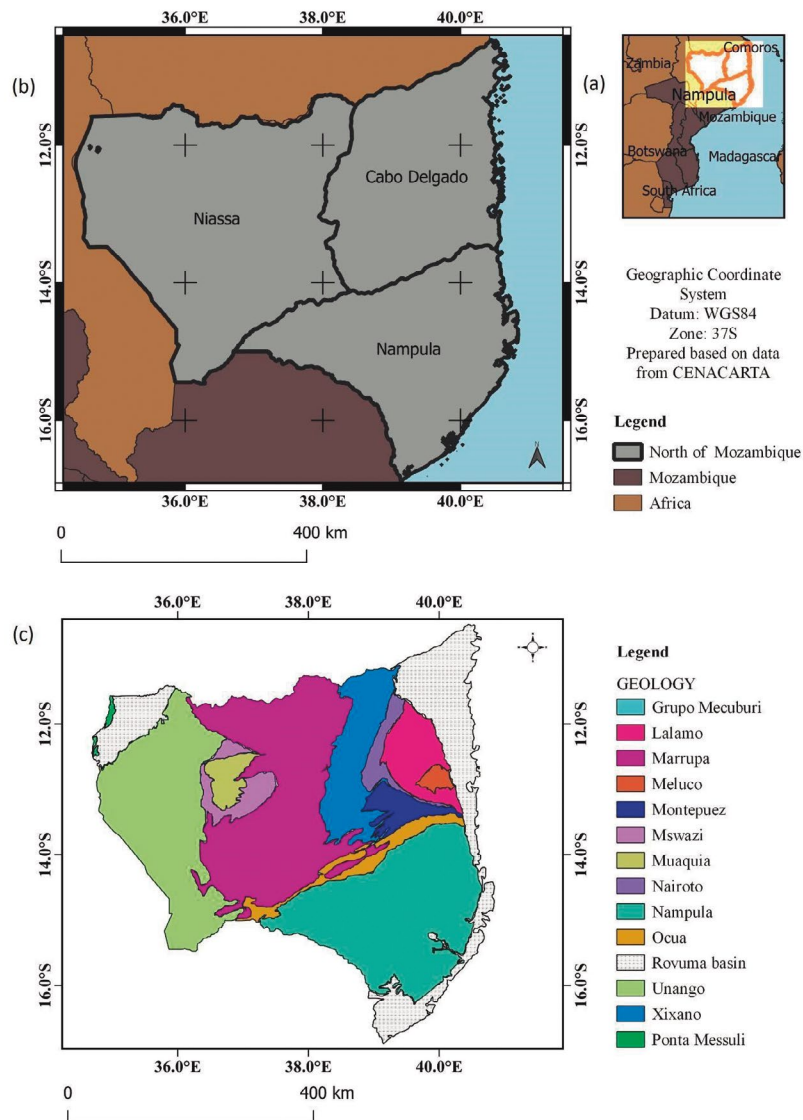 36.0°E 38.0°E 40.0°E
(b)
(a)
12.0°S
14.0°S
16.0°S
12.0°S
14.0°S
16.0°S
Cabo Delgado
Niassa
Nampula
N
36.0°E 38.0°E 40.0°E
0 400 km
Comoros
Zambia
Nampula
Mozambique
Botswana
Madagascar
South Africa
Geographic Coordinate
System
Datum: WGS84
Zone: 37S
Prepared based on data
from CENACARTA
Legend
North of Mozambique
Mozambique
Africa
(c)
36.0°E 38.0°E 40.0°E
12.0°S
14.0°S
16.0°S
12.0°S
14.0°S
16.0°S
36.0°E 38.0°E 40.0°E
0 400 km
Legend
GEOLOGY
Grupo Mecuburi
Lalamo
Marrupa
Meluco
Montepuez
Mswazi
Muaquia
Nairoto
Nampula
Ocua
Rovuma basin
Unango
Xixano
Ponta Messuli